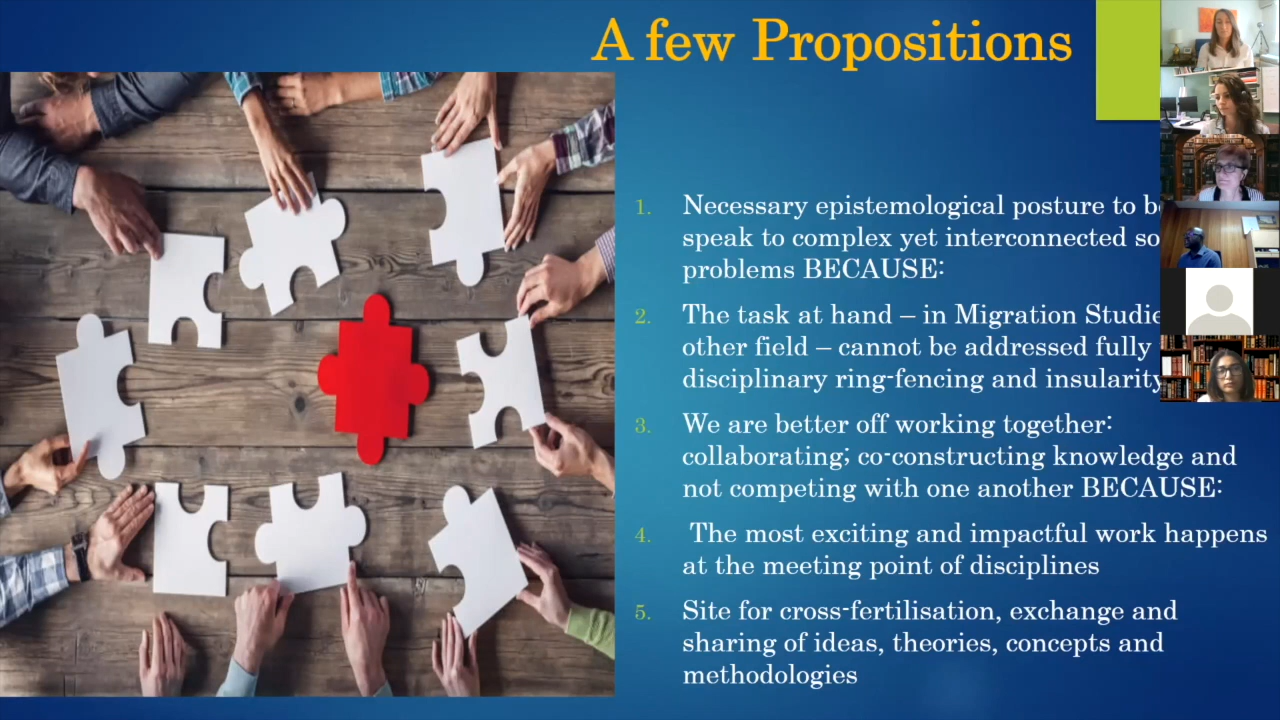 A few Propositions
1. Necessary epistemological posture to
speak to complex yet interconnected
problems BECAUSE:
2. The task at hand – in Migration
other field – cannot be addressed fully
disciplinary ring-fencing and insularity
3. We are better off working together:
collaborating; co-constructing knowledge and
not competing with one another BECAUSE:
4. The most exciting and impactful work happens
at the meeting point of disciplines
5. Site for cross-fertilisation, exchange and
sharing of ideas, theories, concepts and
methodologies